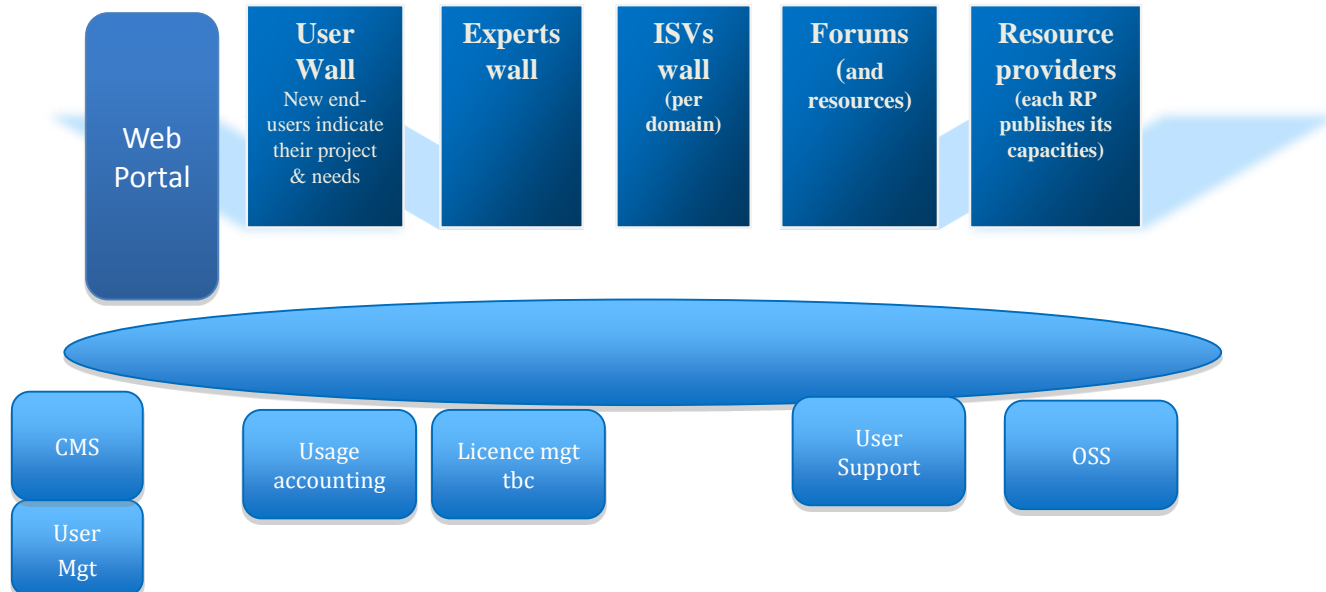 Web
Portal
User
Wall
New end-
users indicate
their project
& needs
Experts
wall
ISVs
wall
(per
domain)
Forums
(and
resources)
Resource
providers
(each RP
publishes its
capacities)
CMS
User
Mgt
Usage
accounting
Licence mgt
tbc
User
Support
OSS